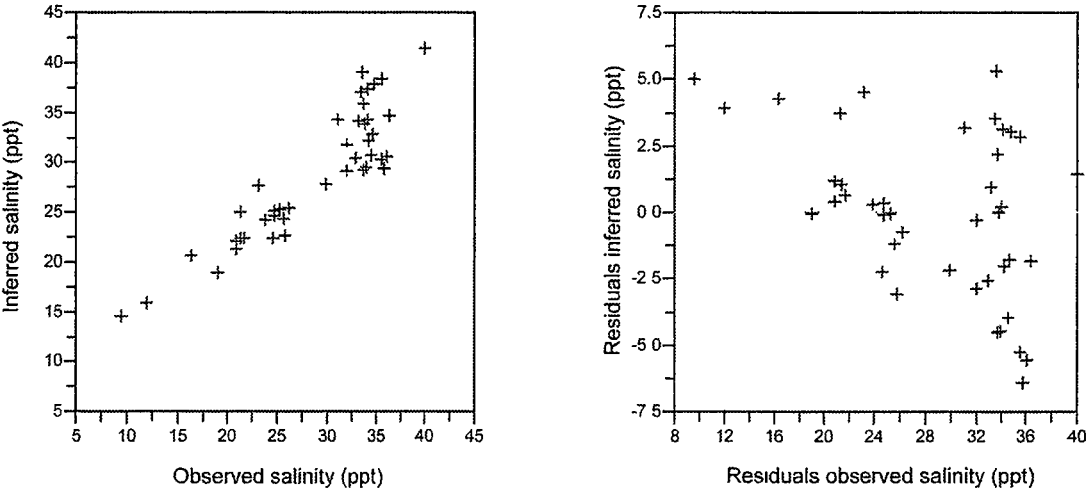 45
40
35
30
25
20
15
10
5
5 10 15 20 25 30 35 40 45
Inferred salinity (ppt)
Observed salinity (ppt)
7.5
5.0
2.5
0 0
-2.5
-5 0
-7 5
8 12 16 20 24 28 32 36 40
Residuals inferred salinity (ppt)
Residuals observed salinity (ppt)